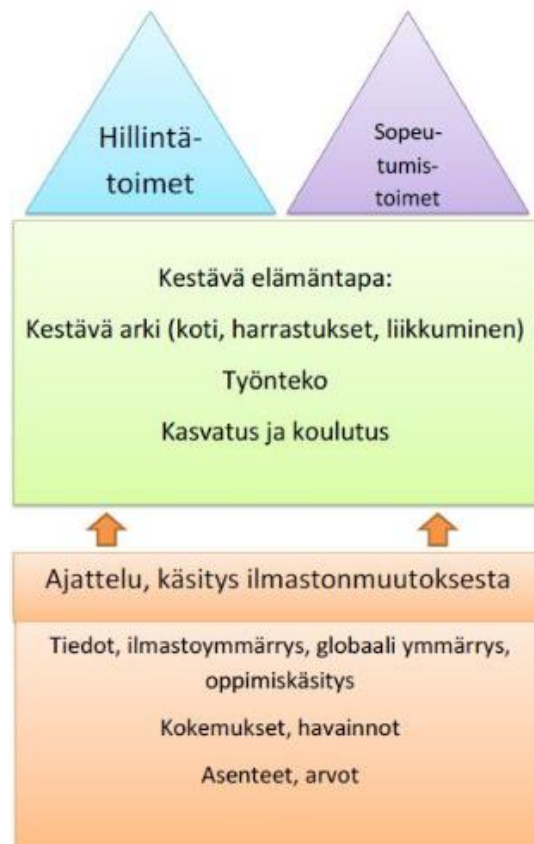 Hillintä-
toimet
Sopeu-
tumis-
toimet
Kestävä elämäntapa:
Kestävä arki (koti, harrastukset, liikkuminen)
Työnteko
Kasvatus ja koulutus
Ajattelu, käsitys ilmastonmuutoksesta
Tiedot, ilmastoymmärrys, globaali ymmärrys,
oppimiskäsitys
Kokemukset, havainnot
Asenteet, arvot